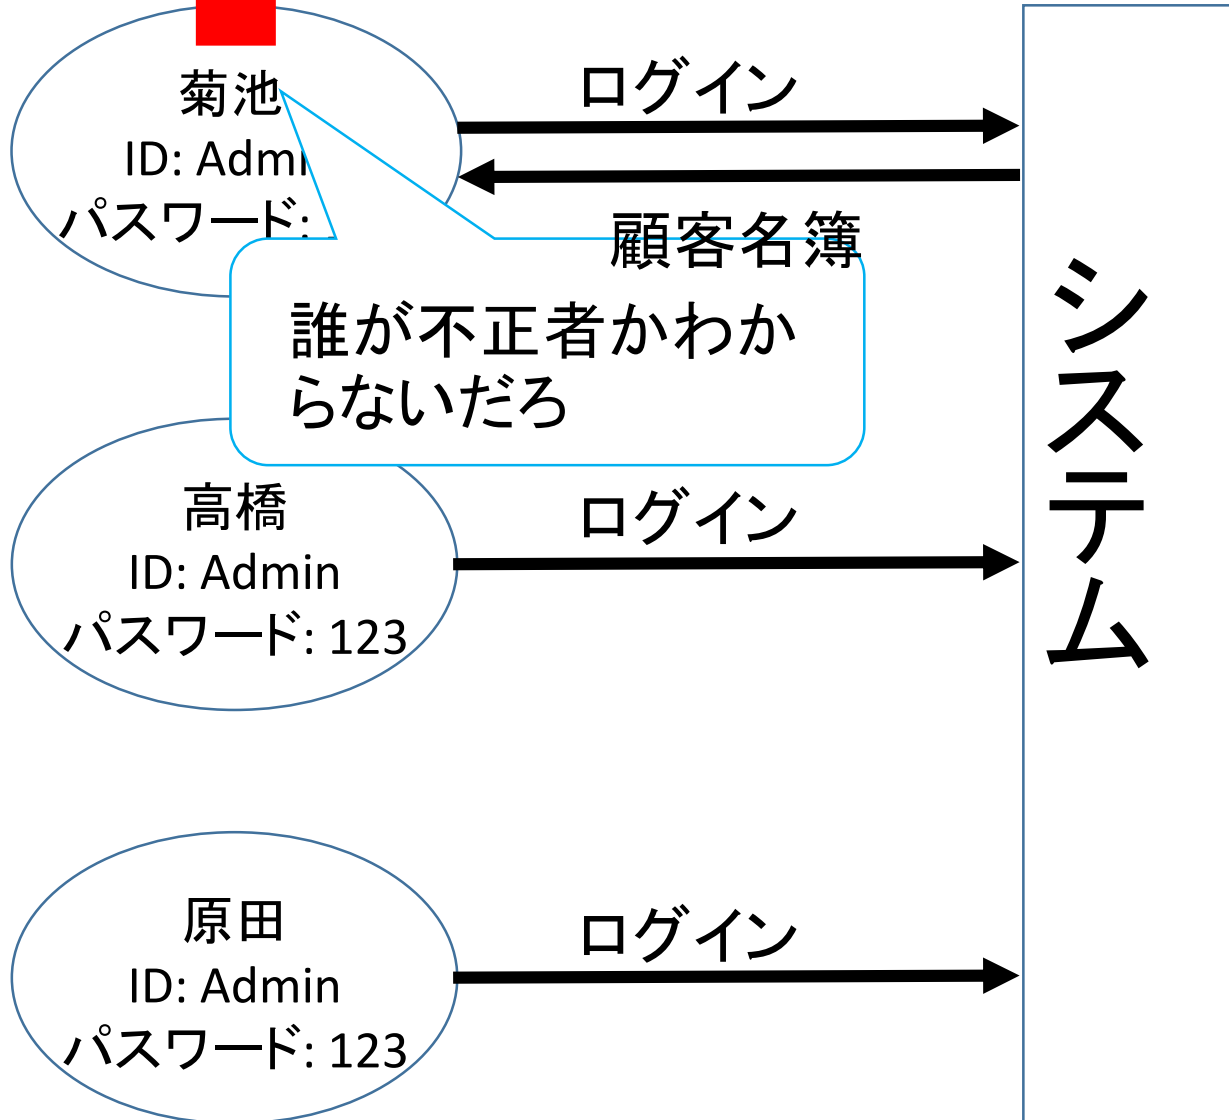 菊池
ID: Admi
パスワード:
ログイン
顧客名簿
誰が不正者かわか
らないだろ
高橋
ID: Admin
パスワード: 123
ログイン
原田
ID: Admin
パスワード: 123
ログイン
システム